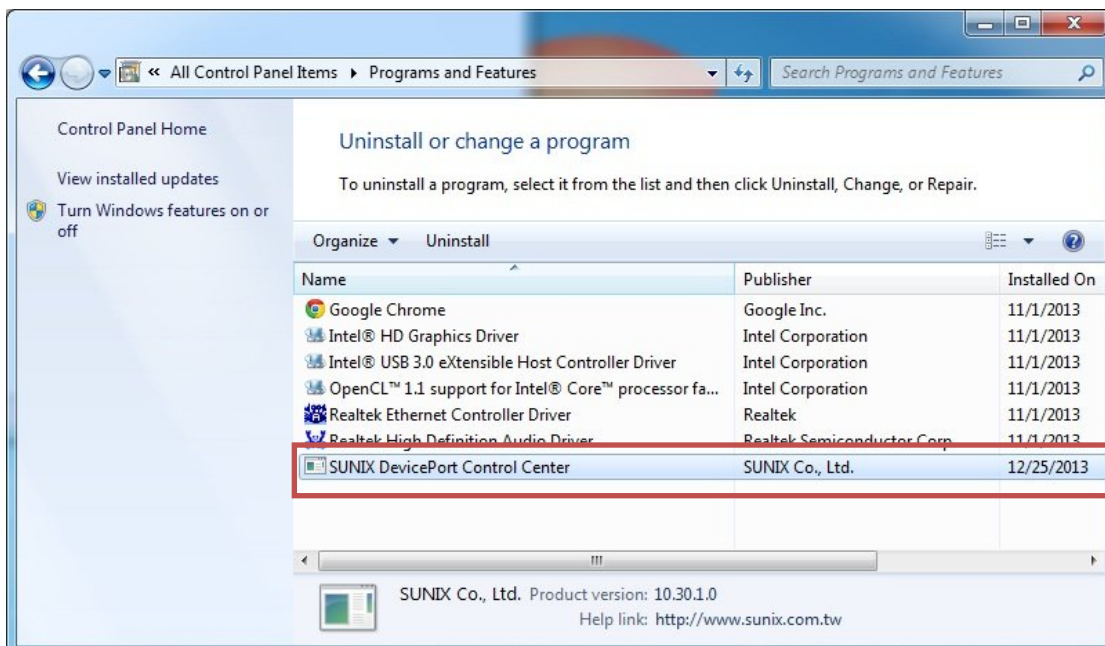 « All Control Panel Items ▸ Programs and Features
Search Programs and Features
Control Panel Home
View installed updates
Turn Windows features on or
off
Uninstall or change a program
To uninstall a program, select it from the list and then click Uninstall, Change, or Repair.
Organize Uninstall
Name Publisher Installed On
Google Chrome Google Inc. 11/1/2013
Intel® HD Graphics Driver Intel Corporation 11/1/2013
Intel® USB 3.0 eXtensible Host Controller Driver Intel Corporation 11/1/2013
OpenCL™ 1.1 support for Intel® Core™ processor fa... Intel Corporation 11/1/2013
Realtek Ethernet Controller Driver Realtek 11/1/2013
Realtek High Definition Audio Driver Realtek Semiconductor Corp. 11/1/2013
SUNIX DevicePort Control Center SUNIX Co., Ltd. 12/25/2013
SUNIX Co., Ltd. Product version: 10.30.1.0
Help link: http://www.sunix.com.tw